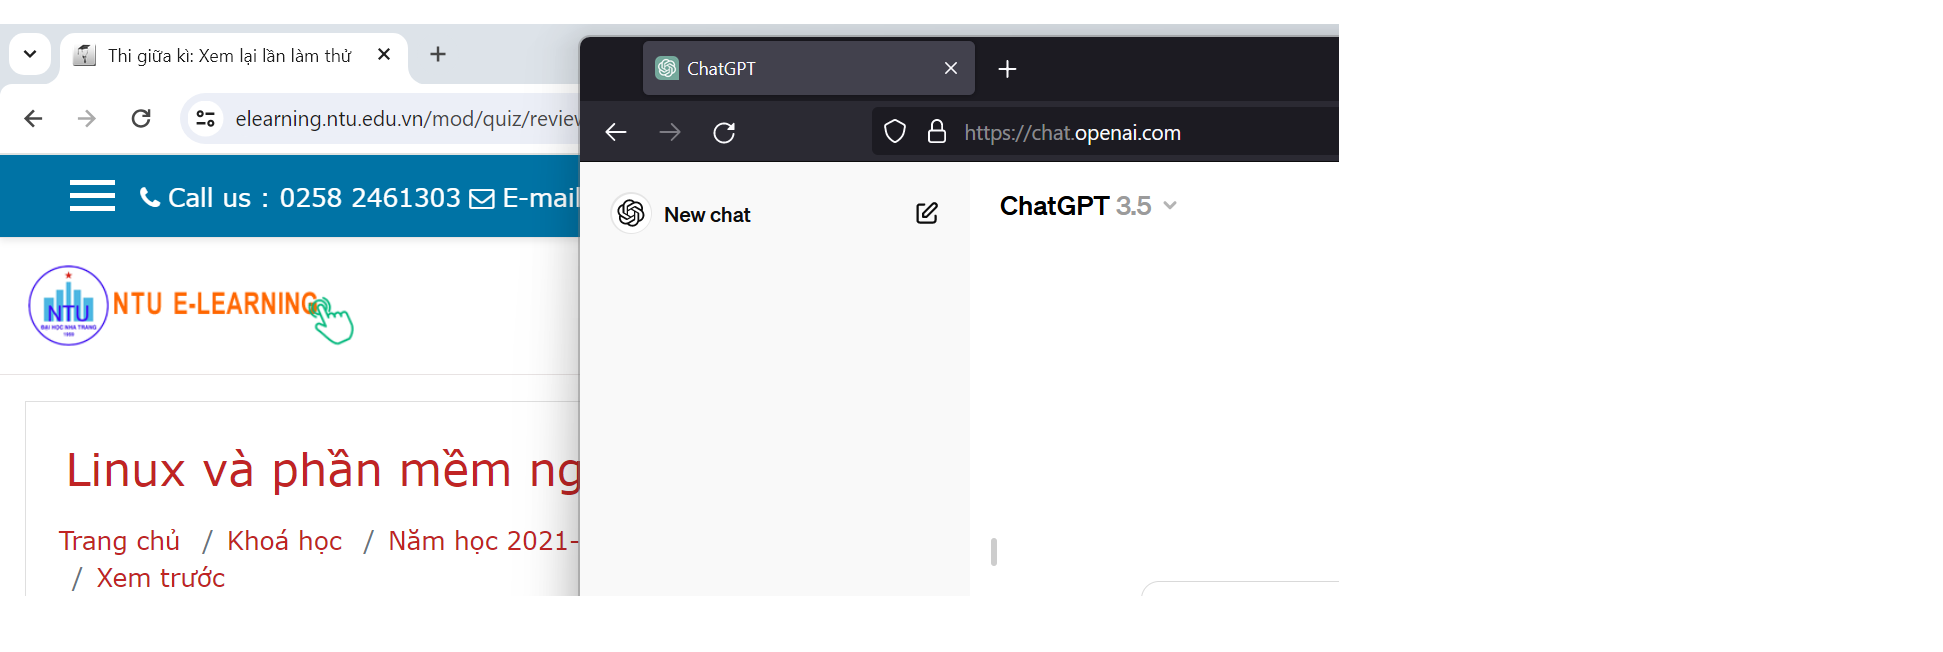 Thi giữa kì: Xem lại lần làm thử
elearning.ntu.edu.vn/mod/quiz/review
Call us : 0258 2461303 E-mail
NTU
ĐẠI HỌC NHA TRANG
1959
NTU E-LEARNING
Linux và phần mềm ng
Trang chủ / Khoá học / Năm học 2021-
/ Xem trước
ChatGPT
https://chat.openai.com
New chat
ChatGPT 3.5